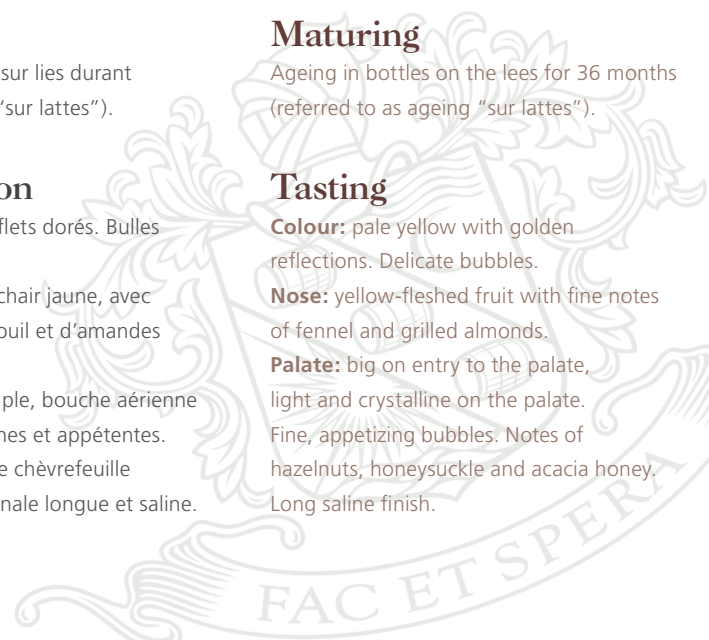 sur lies durant
“sur lattes”).
on
flets dorés. Bulles
chair jaune, avec
ouil et d'amandes
ple, bouche aérienne
nes et appétentes.
e chèvrefeuille
nale longue et saline.
Maturing
Ageing in bottles on the lees for 36 months
(referred to as ageing “sur lattes”).
Tasting
Colour: pale yellow with golden
reflections. Delicate bubbles.
Nose: yellow-fleshed fruit with fine notes
of fennel and grilled almonds.
Palate: big on entry to the palate,
light and crystalline on the palate.
Fine, appetizing bubbles. Notes of
hazelnuts, honeysuckle and acacia honey.
Long saline finish.
FAC ET SPERA